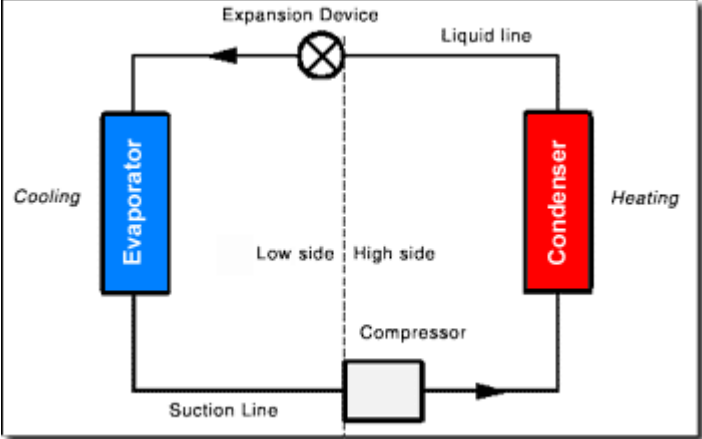 Expansion Device
Liquid line
Evaporator
Condenser
Cooling
Heating
Low side
High side
Compressor
Suction Line